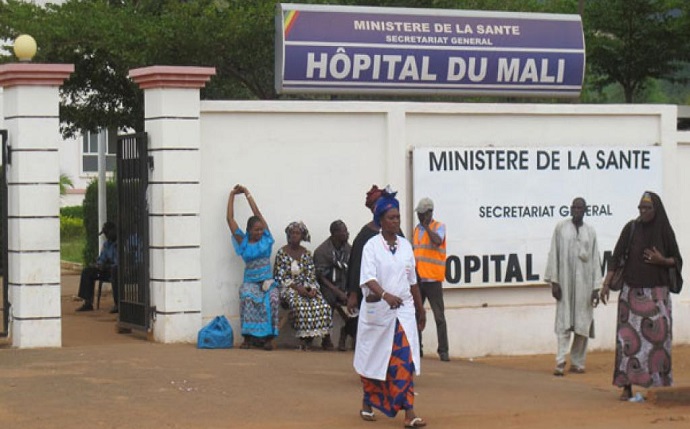 MINISTERE DE LA SANTE
SECRETARIAT GENERAL
HÔPITAL DU MALI
MINISTERE DE LA SANTE
SECRETARIAT GENERAL
OPITAL